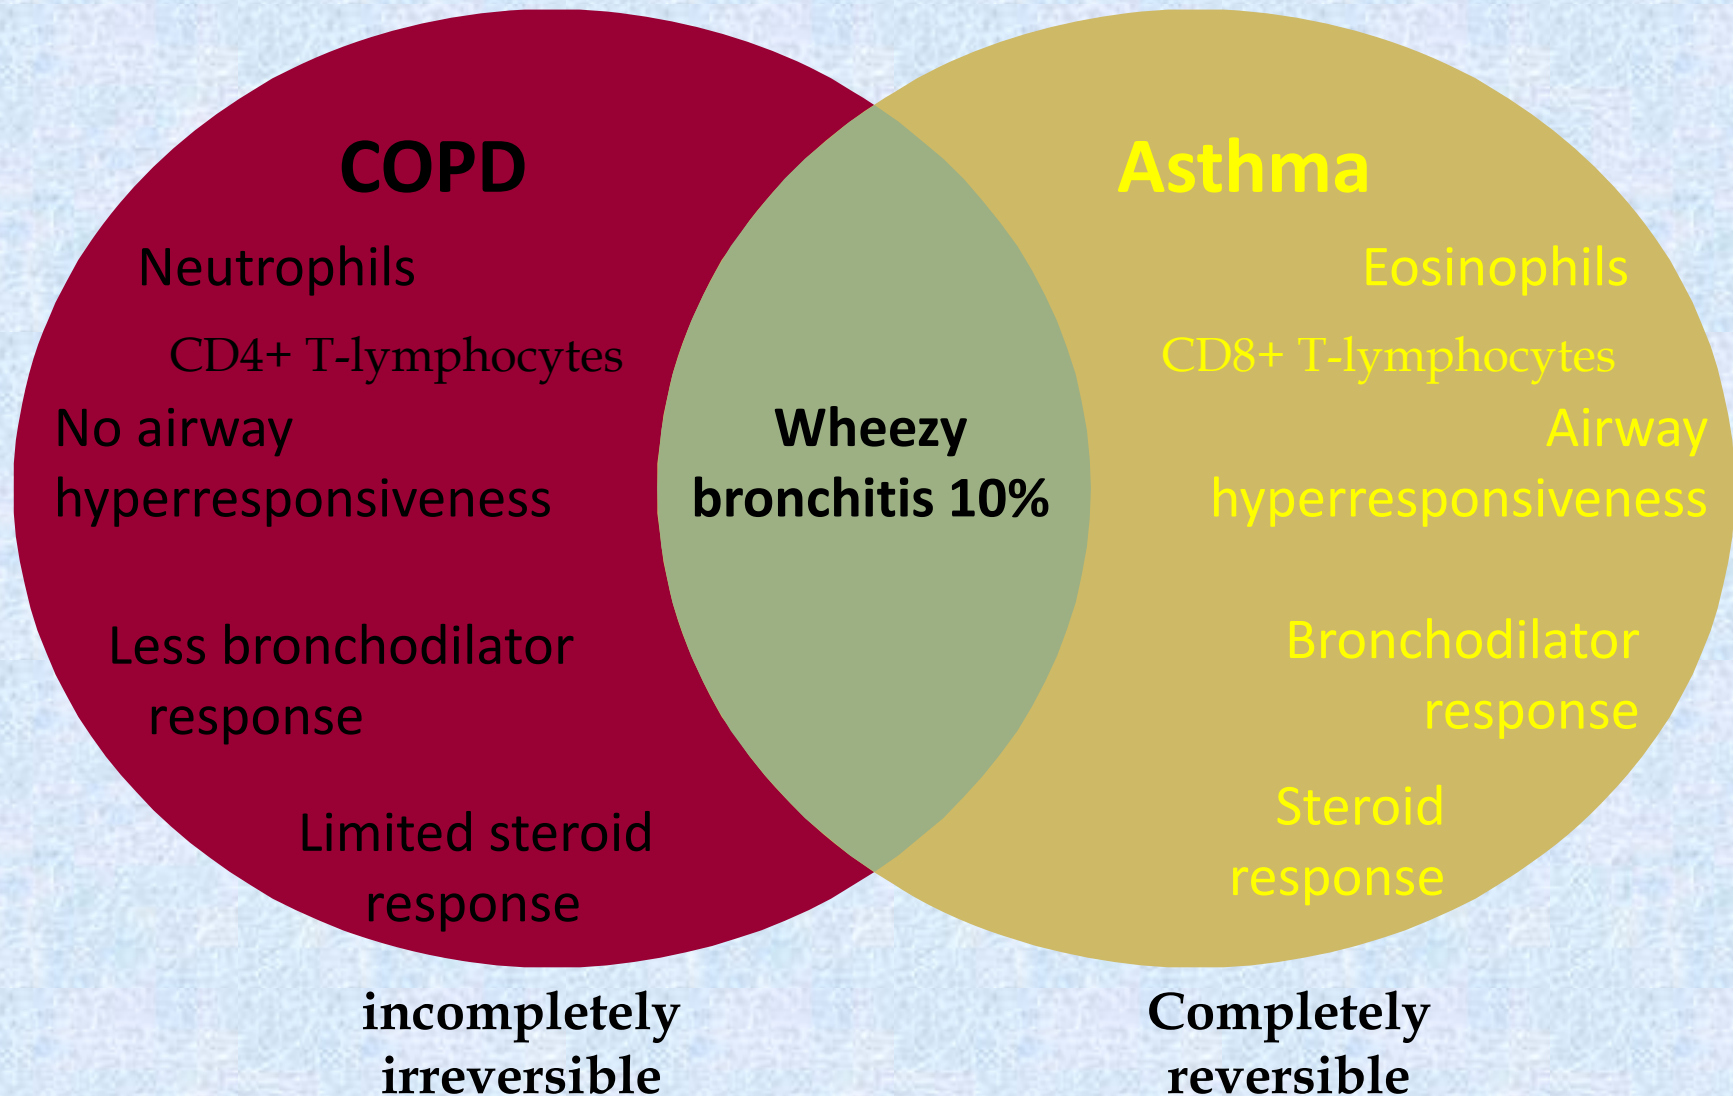 COPD
Neutrophils
CD4+ T-lymphocytes
No airway
hyperresponsiveness
Less bronchodilator
response
Limited steroid
response
incompletely
irreversible
Wheezy
bronchitis 10%
Asthma
Eosinophils
CD8+ T-lymphocytes
Airway
hyperresponsiveness
Bronchodilator
response
Steroid
response
Completely
reversible